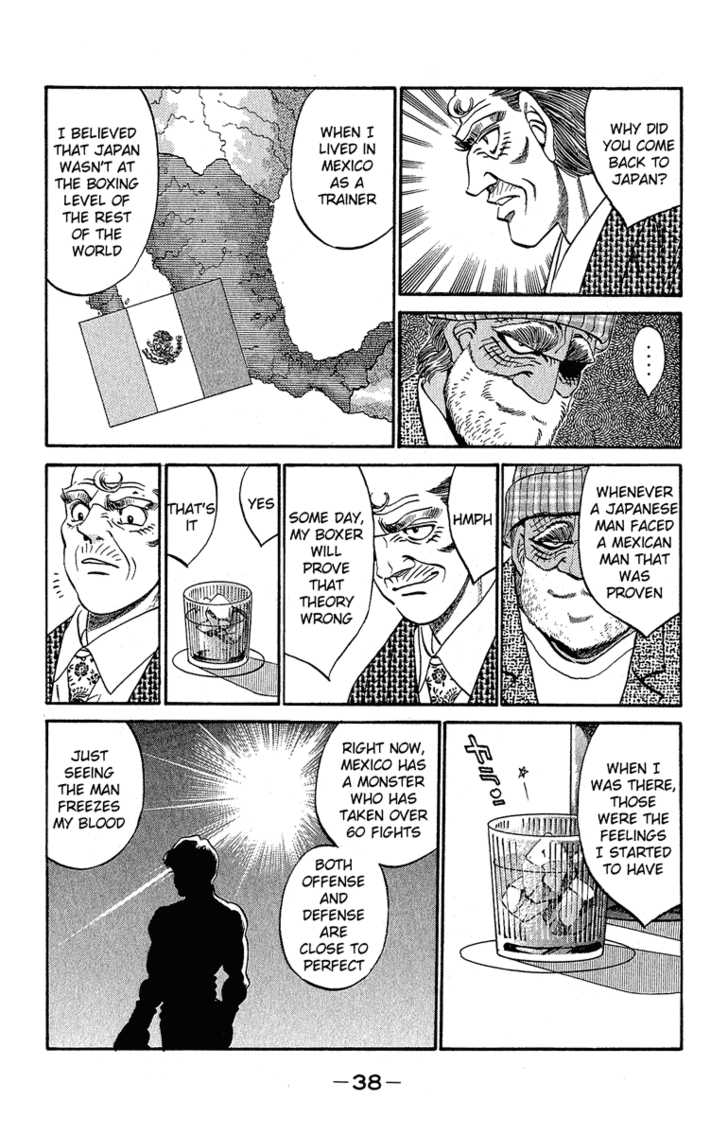 WHY DID
YOU COME
BACK TO
JAPAN?
WHEN I
LIVED IN
MEXICO
AS A
TRAINER
I BELIEVED
THAT JAPAN
WASN'T AT
THE BOXING
LEVEL OF
THE REST
OF THE
WORLD
....
WHENEVER
A JAPANESE
MAN FACED
A MEXICAN
MAN THAT
WAS
PROVEN
HMPH
SOME DAY,
MY BOXER
WILL
PROVE
THAT
THEORY
WRONG
YES
THAT'S
IT
WHEN I
WAS THERE,
THOSE
WERE THE
FEELINGS
I STARTED
TO HAVE
RIGHT NOW,
MEXICO HAS
A MONSTER
WHO HAS
TAKEN OVER
60 FIGHTS
BOTH
OFFENSE
AND
DEFENSE
ARE
CLOSE TO
PERFECT
JUST
SEEING
THE MAN
FREEZES
MY BLOOD
—38—